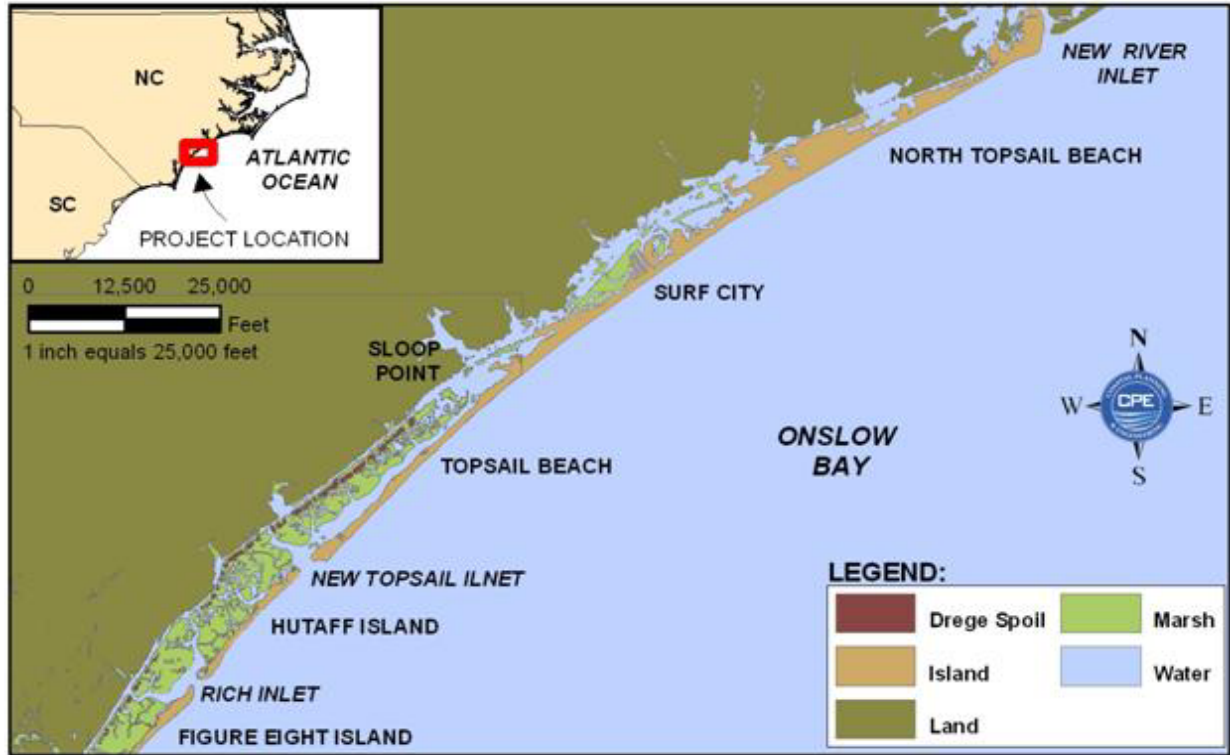 NC
SC
ATLANTIC
OCEAN
PROJECT LOCATION
0 12,500 25,000
Feet
1 inch equals 25,000 feet
NEW RIVER
INLET
NORTH TOPSAIL BEACH
SURF CITY
SLOOP
POINT
TOPSAIL BEACH
ONSLOW
BAY
N
W CPE E
S
NEW TOPSAIL ILNET
HUTAFF ISLAND
RICH INLET
FIGURE EIGHT ISLAND
LEGEND:
Drege Spoil Marsh
Island Water
Land